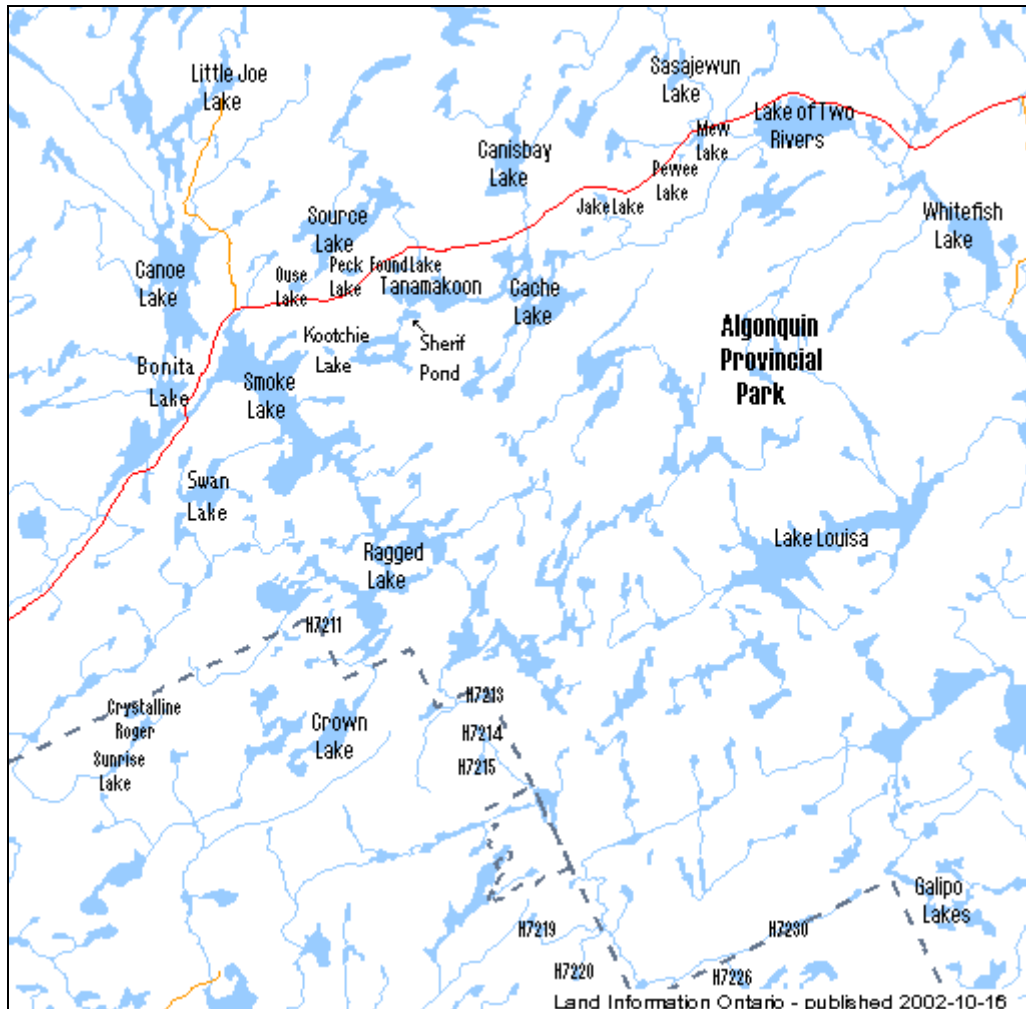 Little Joe
Lake
Sasajewun
Lake
Lake of Two
Rivers
Mew
Lake
Canisbay
Lake
Pewee
Lake
Jake Lake
Source
Lake
Whitefish
Lake
Canoe
Lake
Ouse
Lake
Peck
Lake
Found Lake
Tanamakoon
Cache
Lake
Kootchie
Lake
Sherif
Pond
Algonquin
Provincial
Park
Bonita
Lake
Smoke
Lake
Swan
Lake
Ragged
Lake
Lake Louisa
H7211
Crystalline
Roger
Sunrise
Lake
Crown
Lake
H7213
H7214
H7215
Galipo
Lakes
H7219
H7230
H7220
H7226
Land Information Ontario - published 2002-10-16